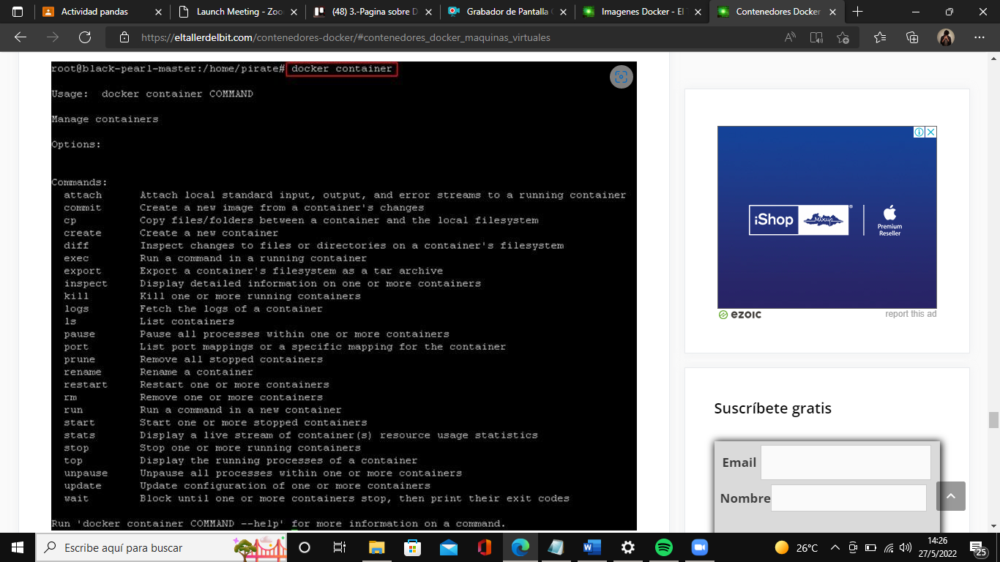 Actividad pandas
Launch Meeting - Zoo
(48) 3.-Pagina sobre D
Grabador de Pantalla
Imagenes Docker - El T
Contenedores Docker
https://eltallerdelbit.com/contenedores-docker/#contenedores_docker_maquinas_virtuales
root@black-pearl-master:/home/pirate# docker container
Usage:  docker container COMMAND
Manage containers
Options:
Commands:
attach      Attach local standard input, output, and error streams to a running container
commit      Create a new image from a container's changes
cp          Copy files/folders between a container and the local filesystem
create      Create a new container
diff        Inspect changes to files or directories on a container's filesystem
exec        Run a command in a running container
export      Export a container's filesystem as a tar archive
inspect     Display detailed information on one or more containers
kill        Kill one or more running containers
logs        Fetch the logs of a container
ls          List containers
pause       Pause all processes within one or more containers
port        List port mappings or a specific mapping for the container
prune       Remove all stopped containers
rename      Rename a container
restart     Restart one or more containers
rm          Remove one or more containers
run         Run a command in a new container
start       Start one or more stopped containers
stats       Display a live stream of container(s) resource usage statistics
stop        Stop one or more running containers
top         Display the running processes of a container
unpause     Unpause all processes within one or more containers
update      Update configuration of one or more containers
wait        Block until one or more containers stop, then print their exit codes
Run 'docker container COMMAND --help' for more information on a command.
iShop mixup
Premium
Reseller
ezoic
report this ad
Suscríbete gratis
Email
Nombre
Escribe aquí para buscar
26°C
14:26
27/5/2022
25